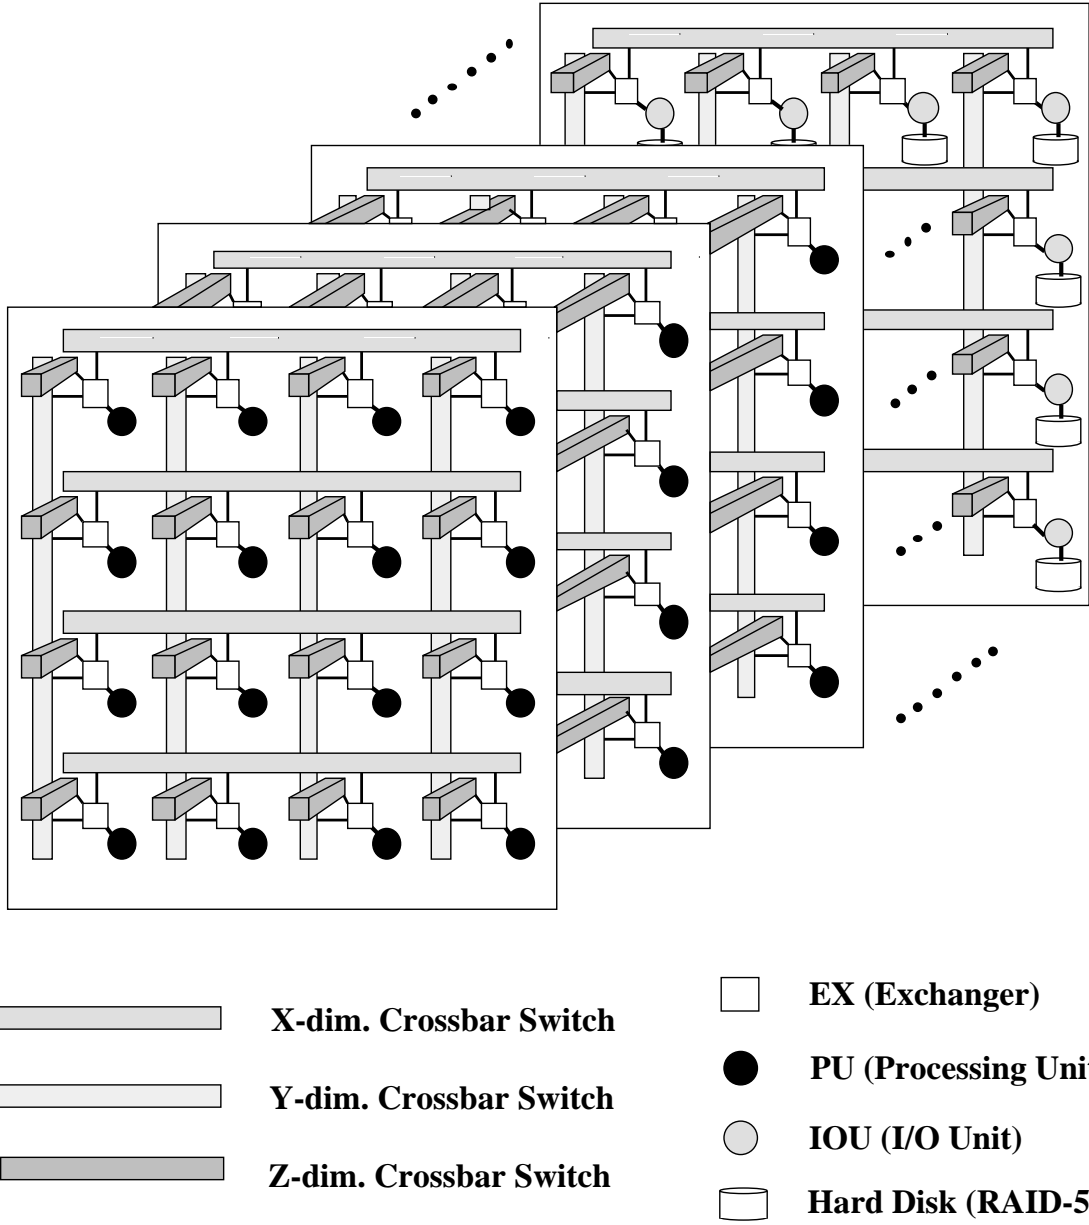 X-dim. Crossbar Switch
Y-dim. Crossbar Switch
Z-dim. Crossbar Switch
EX (Exchanger)
PU (Processing Unit
IOU (I/O Unit)
Hard Disk (RAID-5